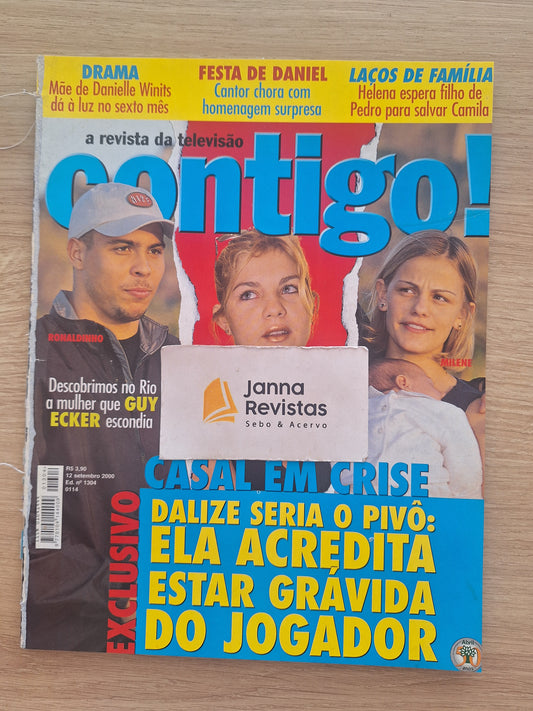 DRAMA
Mãe de Danielle Winits
dá à luz no sexto mês
FESTA DE DANIEL
Cantor chora com
homenagem surpresa
LAÇOS DE FAMÍLIA
Helena espera filho de
Pedro para salvar Camila
a revista da televisão
contigo!
RONALDINHO
MILENE
Descobrimos no Rio
a mulher que GUY
ECKER escondia
Janna
Revistas
Sebo & Acervo
R$ 3,90
12 setembro 2000
Ed. nº 1304
0114
CASAL EM CRISE
EXCLUSIVO
DALIZE SERIA O PIVÔ:
ELA ACREDITA
ESTAR GRÁVIDA
DO JOGADOR
Abril